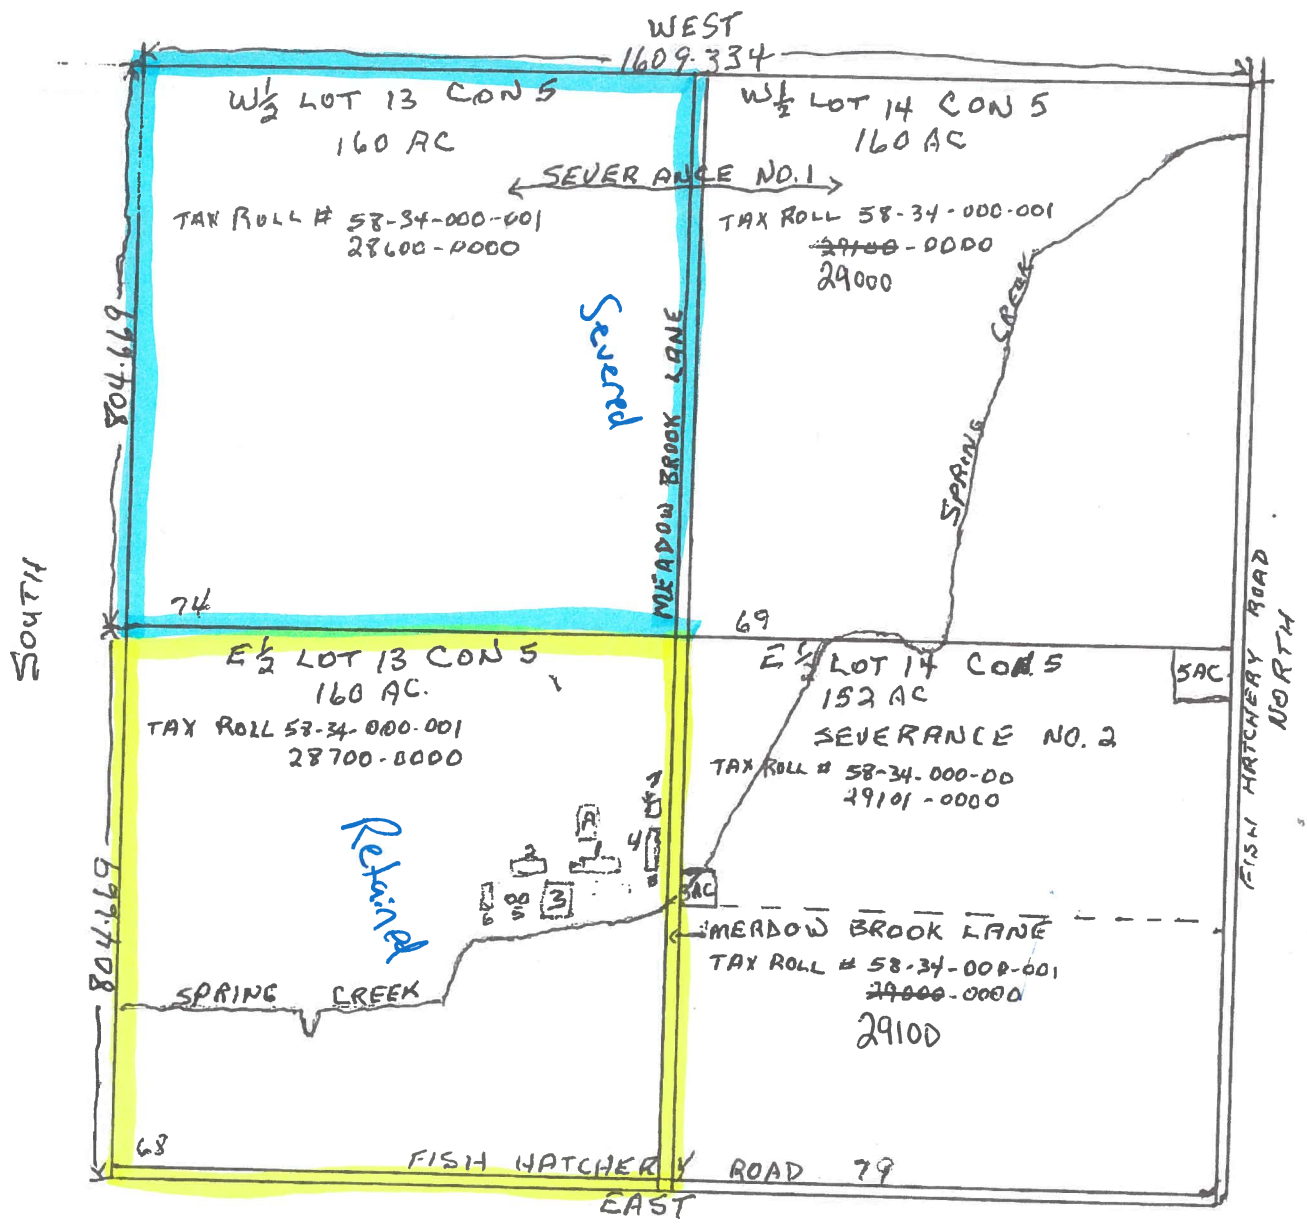 WEST
1609.334
W½ LOT 13 CON 5
160 AC
W½ LOT 14 CON 5
160 AC
SEVERANCE NO.1
TAX ROLL # 58-34-000-001
28600-0000
TAX ROLL 58-34-000-001
29100-0000
29000
Severed
MEADOW BROOK LANE
SPRING CREEK
804.669
SOUTH
74
69
E½ LOT 13 CON 5
160 AC.
TAX ROLL 58-34-000-001
28700-0000
E½ LOT 14 CON 5
152 AC
5AC
SEVERANCE NO. 2
TAX ROLL # 58-34-000-00
29101-0000
FISH HATCHERY ROAD
NORTH
Retained
A
2
1
4
3
5
6
804.669
MEADOW BROOK LANE
TAX ROLL # 58-34-000-001
29000-0000
29100
SPRING CREEK
68
FISH HATCHERY ROAD 79
EAST